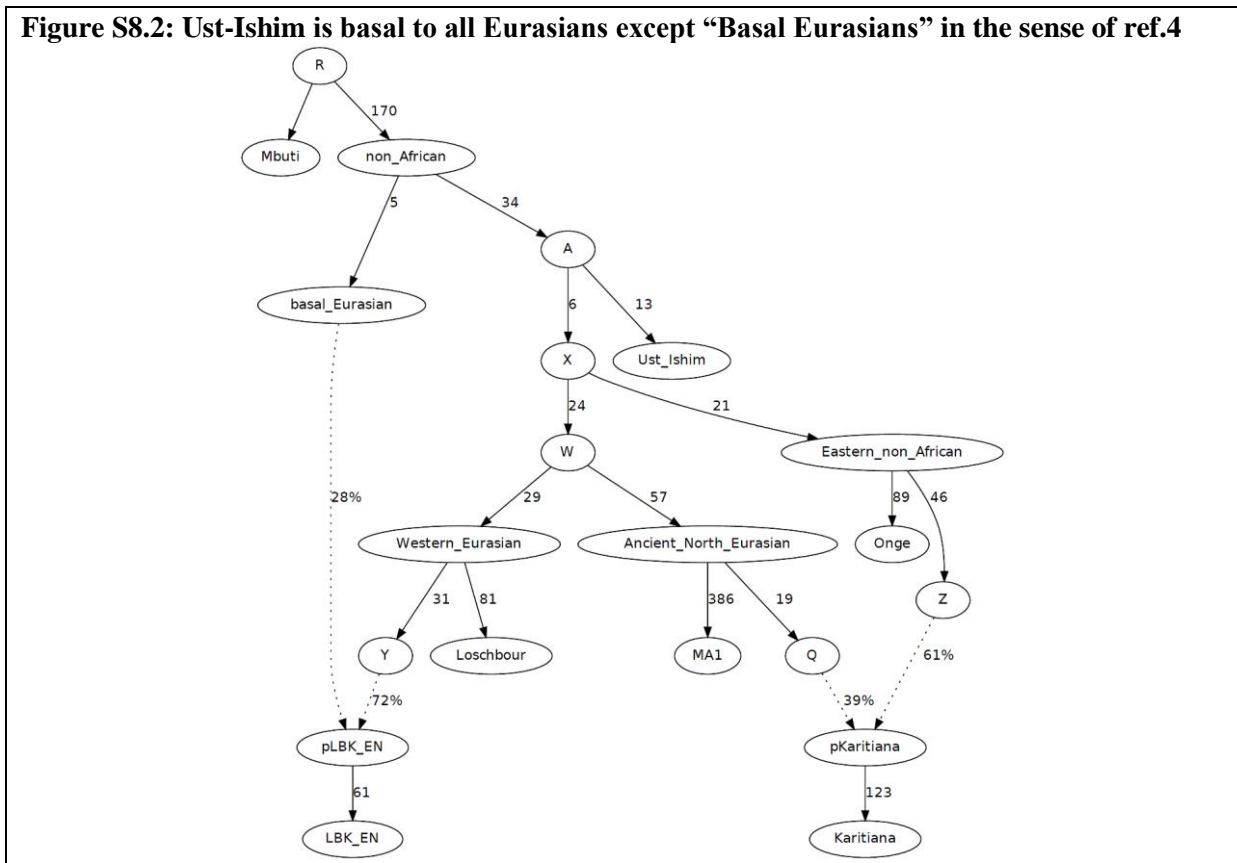 Figure S8.2: Ust-Ishim is basal to all Eurasians except “Basal Eurasians” in the sense of ref.4
R
170
Mbuti
non_African
5
34
A
basal_Eurasian
6
13
X
Ust_Ishim
24
21
W
Eastern_non_African
28%
29
57
89
46
Western_Eurasian
Ancient_North_Eurasian
Onge
31
81
386
19
Z
Y
Loschbour
MA1
Q
61%
72%
39%
pLBK_EN
pKaritiana
61
123
LBK_EN
Karitiana